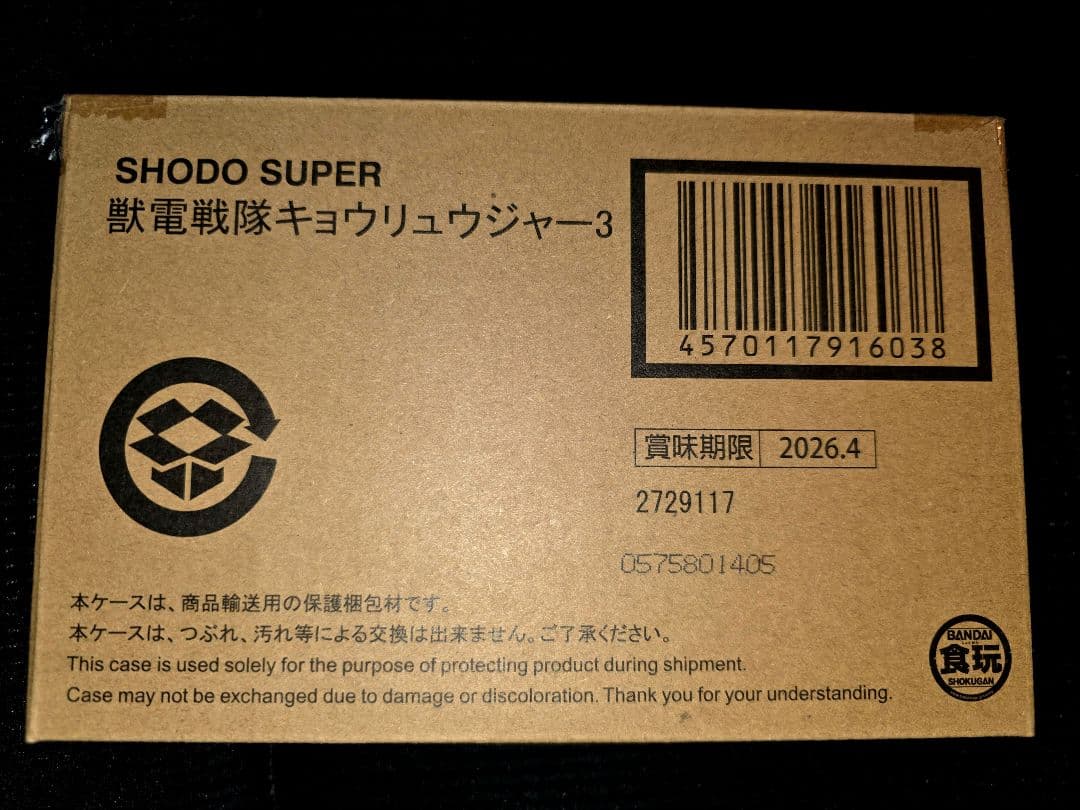 SHODO SUPER
獣電戦隊キョウリュウジャー3
4570117916038
賞味期限 2026.4
2729117
0575801405
本ケースは、商品輸送用の保護梱包材です。
本ケースは、つぶれ、汚れ等による交換は出来ません。ご了承ください。
This case is used solely for the purpose of protecting product during shipment.
Case may not be exchanged due to damage or discoloration. Thank you for your understanding.
BANDAI
食玩
SHOKUGAN